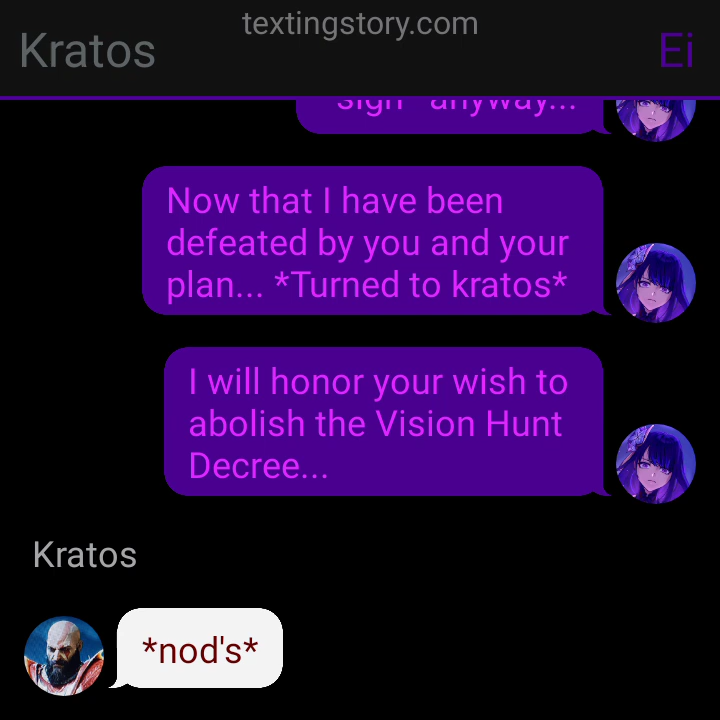 textingstory.com
Kratos
Ei
"sign" anyway...
Now that I have been
defeated by you and your
plan... *Turned to kratos*
I will honor your wish to
abolish the Vision Hunt
Decree...
Kratos
*nod's*